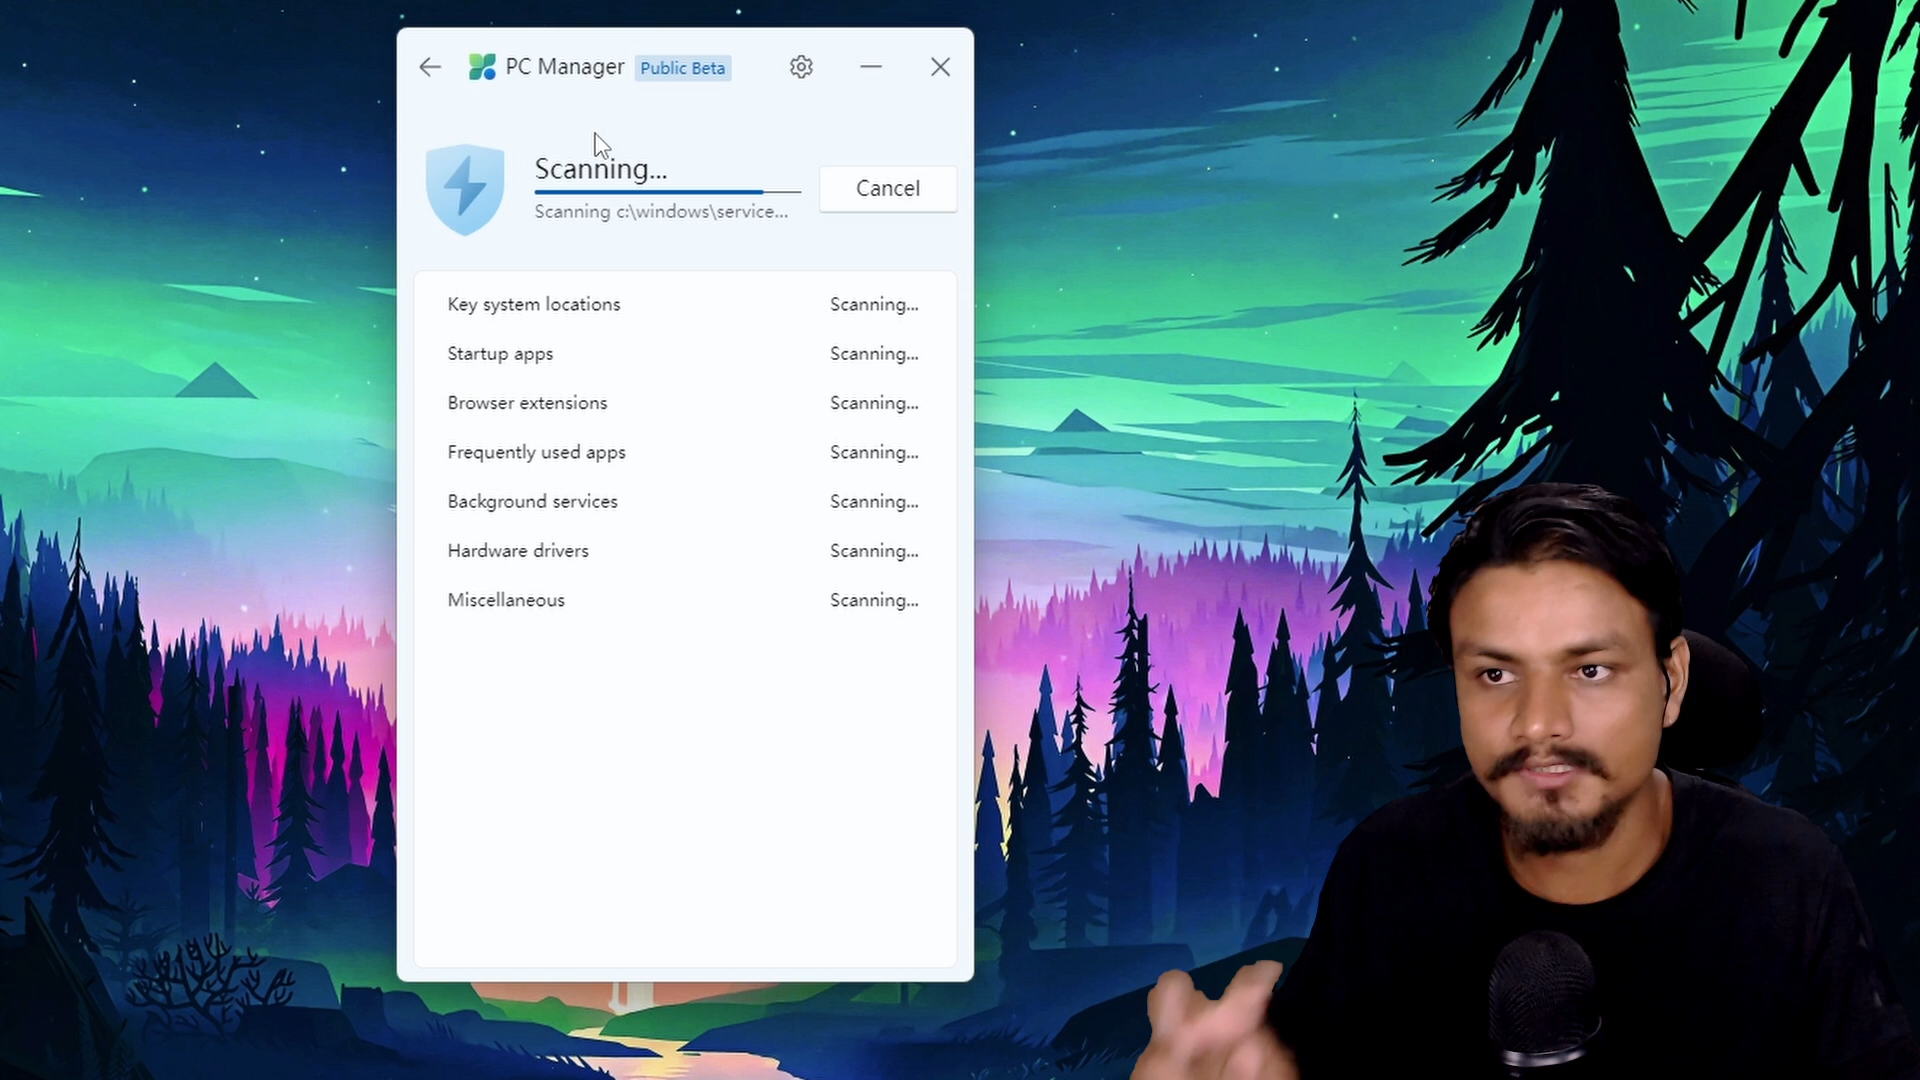 PC Manager Public Beta
Scanning...
Scanning c:\windows\service...
Cancel
Key system locations Scanning...
Startup apps Scanning...
Browser extensions Scanning...
Frequently used apps Scanning...
Background services Scanning...
Hardware drivers Scanning...
Miscellaneous Scanning...